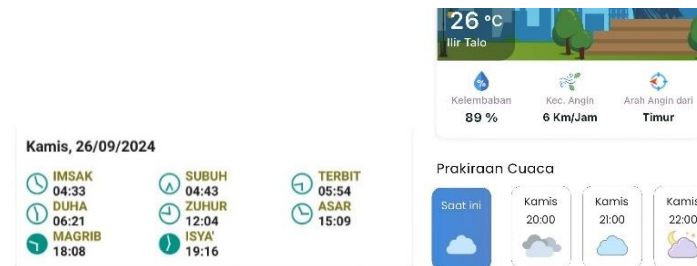 Kamis, 26/09/2024
IMSAK
04:33
SUBUH
04:43
TERBIT
05:54
DUHA
06:21
ZUHUR
12:04
ASAR
15:09
MAGRIB
18:08
ISYA'
19:16
26 °C
Ilir Talo
Kelembaban
89 %
Kec. Angin
6 Km/Jam
Arah Angin dari
Timur
Prakiraan Cuaca
Saat ini
Kamis
20:00
Kamis
21:00
Kamis
22:00